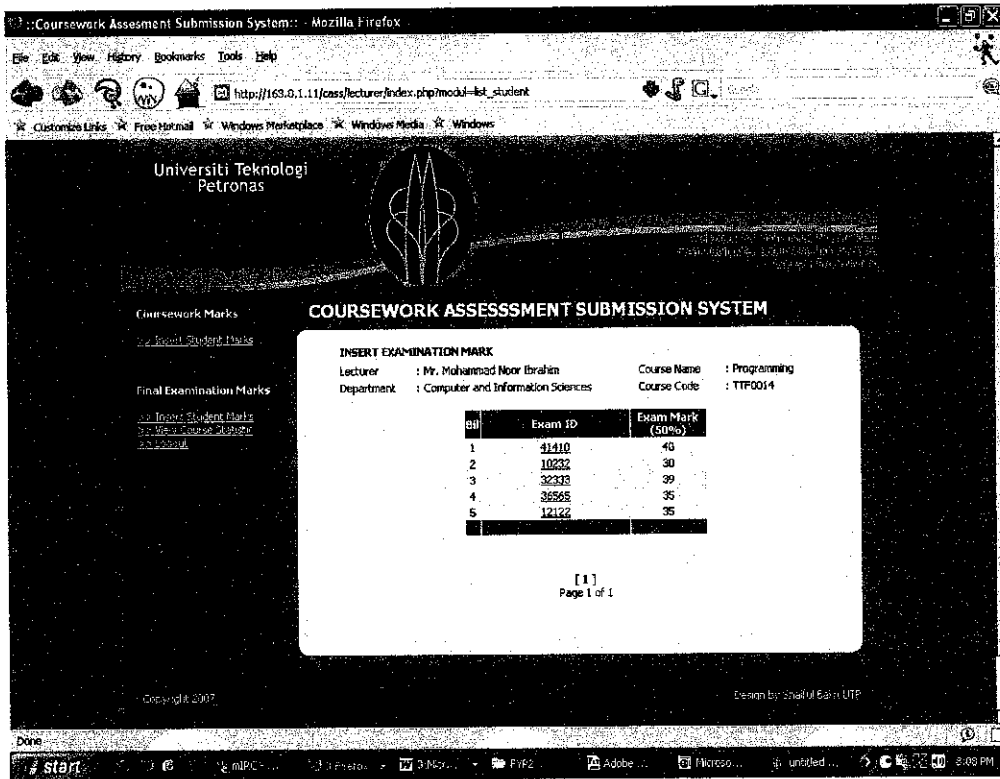 ::Coursework Assesment Submission System:: - Mozilla Firefox
File Edit View History Bookmarks Tools Help
http://163.0.1.11/cass/lecturer/index.php?modul=list_student
Customize Links Free Hotmail Windows Marketplace Windows Media Windows
Universiti Teknologi
Petronas
COURSEWORK ASSESSSMENT SUBMISSION SYSTEM
Coursework Marks
>> Insert Student Marks
Final Examination Marks
>> Insert Student Marks
>> View Course Statistic
>> Logout
INSERT EXAMINATION MARK
Lecturer : Mr. Mohammad Noor Ibrahim Course Name : Programming
Department : Computer and Information Sciences Course Code : TTF0014
Bil Exam ID Exam Mark (50%)
1 41410
2 10232 30
3 32333 39
4 36565 35
5 12122 35
[1]
Page 1 of 1
Copyright 2007
Design by UTP
Done
start mIRC - FYP2 Adobe ... untitled ... 8:08 PM